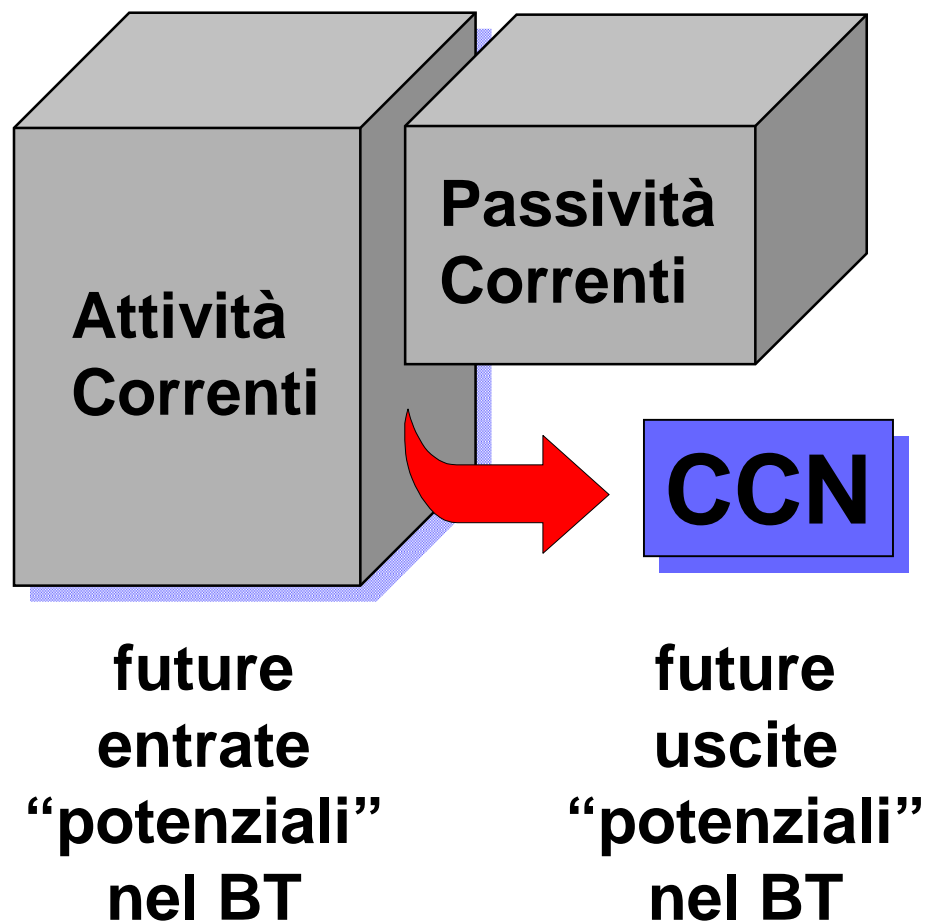 Attività
Correnti
Passività
Correnti
CCN
future
entrate
“potenziali”
nel BT
future
uscite
“potenziali”
nel BT